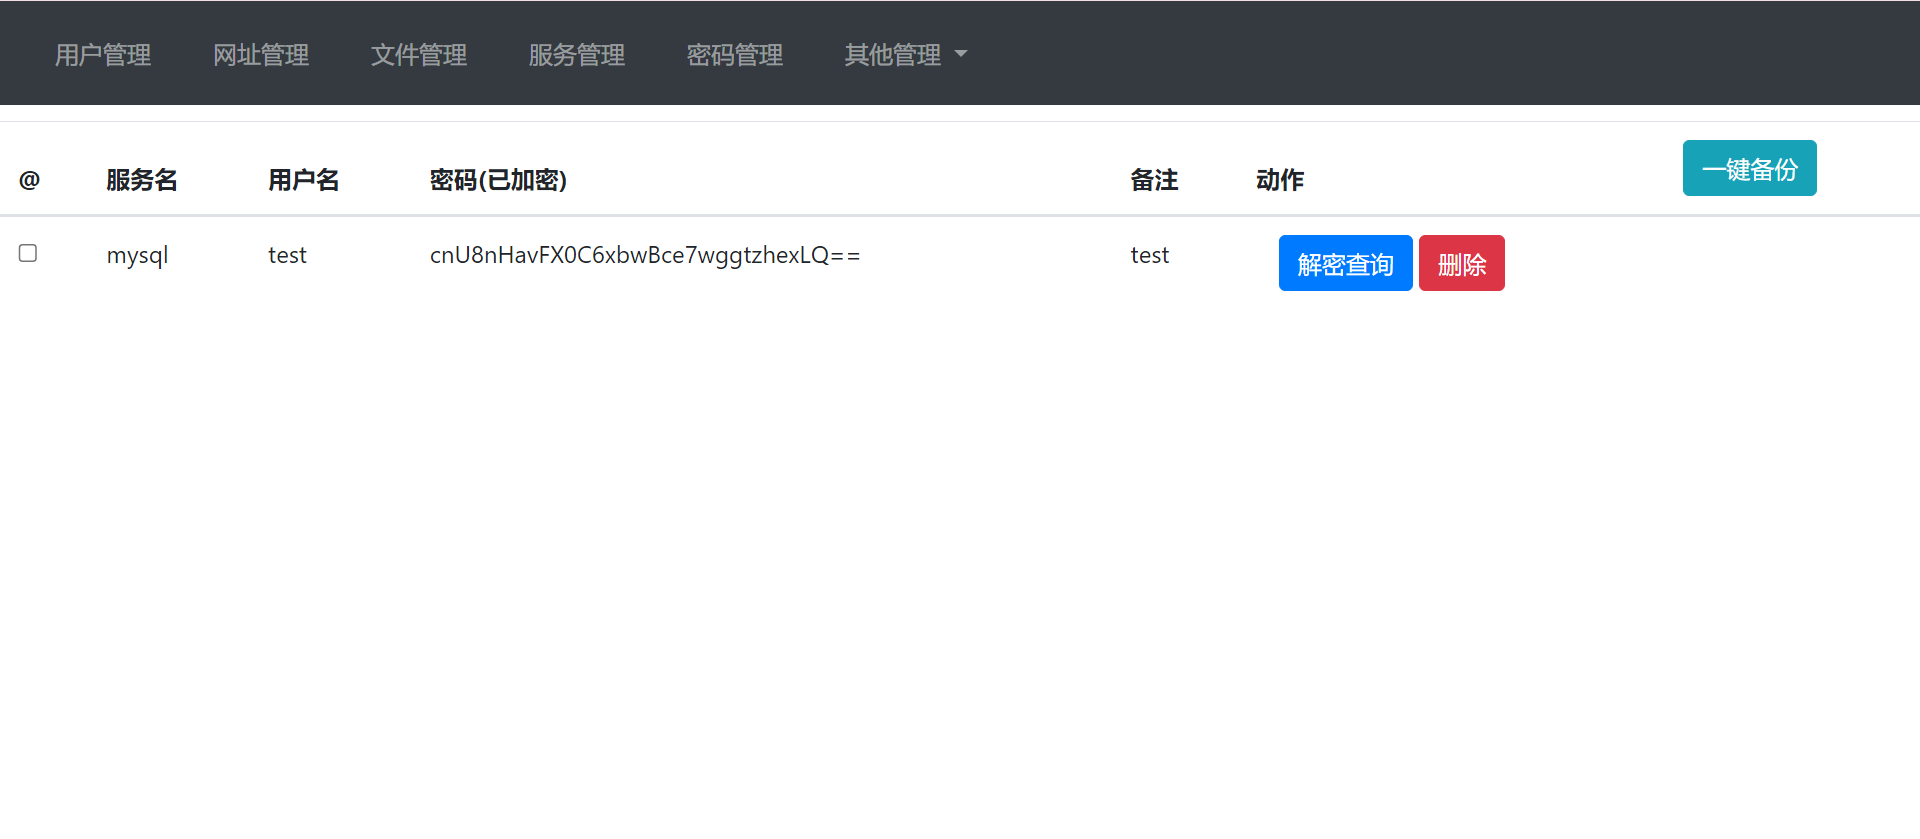 用户管理 网址管理 文件管理 服务管理 密码管理 其他管理
@ 服务名 用户名 密码(已加密) 备注 动作 一键备份
mysql test cnU8nHavFX0C6xbwBce7wggtzhexLQ== test 解密查询 删除